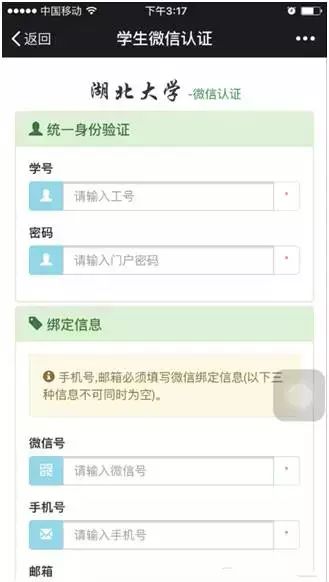 中国移动 下午3:17
返回 学生微信认证
湖北大学 -微信认证
统一身份验证
学号
请输入工号 *
密码
请输入门户密码 *
绑定信息
手机号,邮箱必须填写微信绑定信息(以下三
种信息不可同时为空)。
微信号
请输入微信号 *
手机号
请输入手机号 *
邮箱